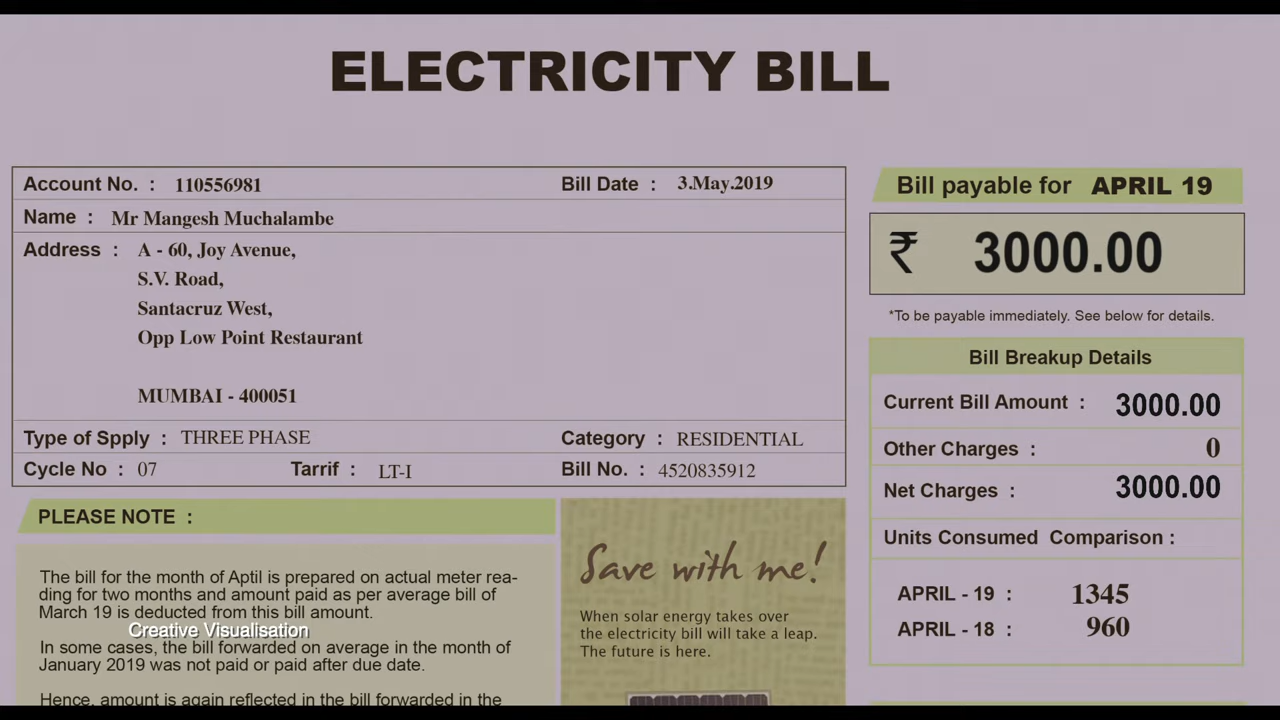 ELECTRICITY BILL
Account No. : 110556981
Bill Date : 3.May.2019
Name : Mr Mangesh Muchalambe
Address : A - 60, Joy Avenue,
S.V. Road,
Santacruz West,
Opp Low Point Restaurant
MUMBAI - 400051
Type of Spply : THREE PHASE
Category : RESIDENTIAL
Cycle No : 07
Tarrif : LT-I
Bill No. : 4520835912
Bill payable for APRIL 19
₹ 3000.00
*To be payable immediately. See below for details.
Bill Breakup Details
Current Bill Amount : 3000.00
Other Charges : 0
Net Charges : 3000.00
Units Consumed Comparison :
APRIL - 19 : 1345
APRIL - 18 : 960
PLEASE NOTE :
The bill for the month of Aptil is prepared on actual meter rea-
ding for two months and amount paid as per average bill of
March 19 is deducted from this bill amount.
Creative Visualisation
In some cases, the bill forwarded on average in the month of
January 2019 was not paid or paid after due date.
Hence, amount is again reflected in the bill forwarded in the
Save with me!
When solar energy takes over
the electricity bill will take a leap.
The future is here.